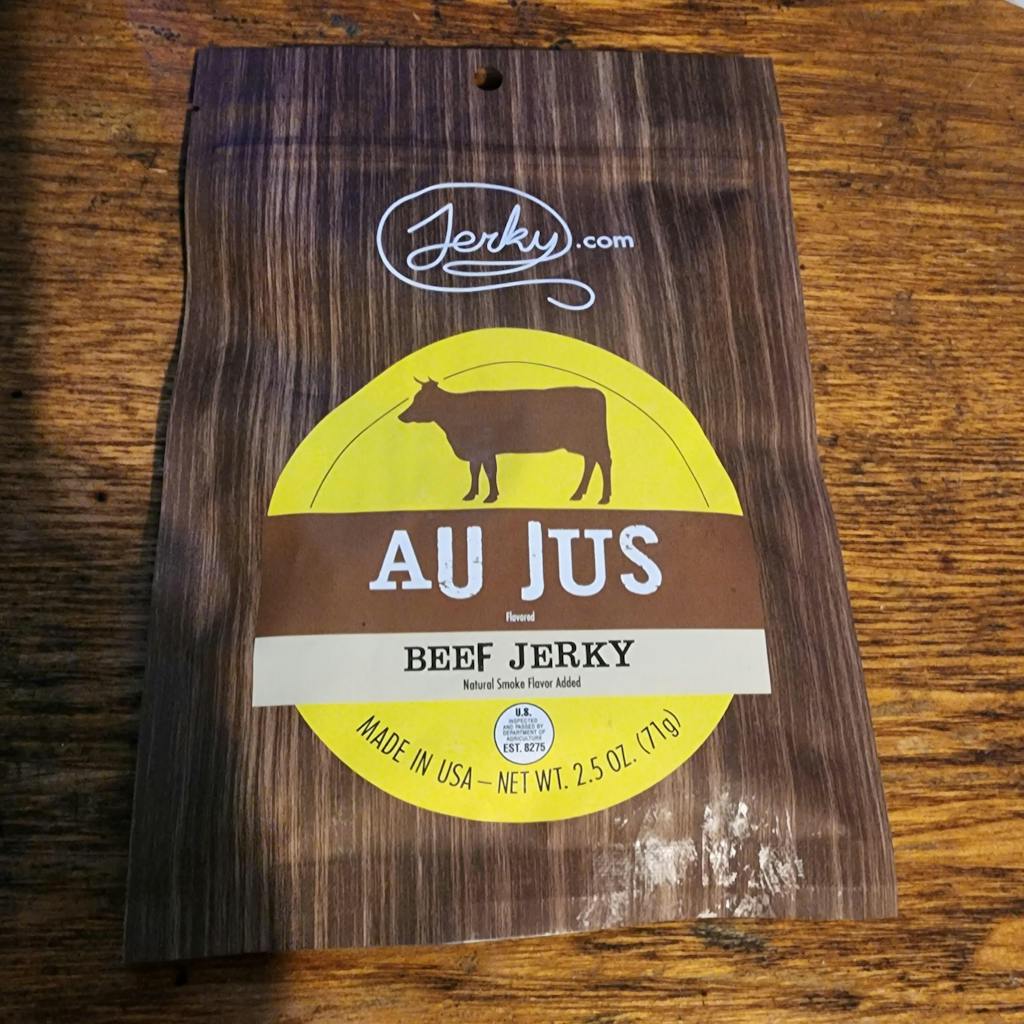 Jerky.com
AU JUS
Flavored
BEEF JERKY
Natural Smoke Flavor Added
U.S.
INSPECTED
AND PASSED BY
DEPARTMENT OF
AGRICULTURE
EST. 8275
MADE IN USA – NET WT. 2.5 OZ. (71g)